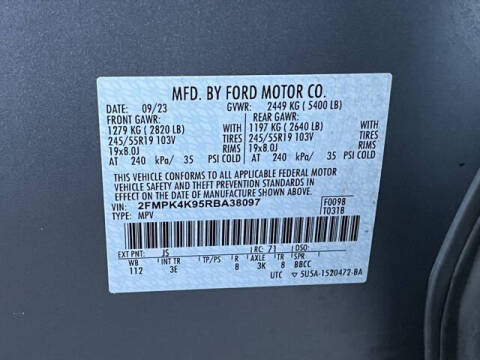 MFD. BY FORD MOTOR CO.
DATE: 09/23 GVWR: 2449 KG ( 5400 LB)
FRONT GAWR: REAR GAWR:
1279 KG ( 2820 LB) WITH 1197 KG ( 2640 LB) WITH
245/55R19 103V TIRES 245/55R19 103V TIRES
19x8.0J RIMS 19x8.0J RIMS
AT 240 kPa/ 35 PSI COLD AT 240 kPa/ 35 PSI COLD
THIS VEHICLE CONFORMS TO ALL APPLICABLE FEDERAL MOTOR
VEHICLE SAFETY AND THEFT PREVENTION STANDARDS IN
EFFECT ON THE DATE OF MANUFACTURE SHOWN ABOVE.
VIN: 2FMPK4K95RBA38097 F0098
TYPE: MPV T0318
EXT PNT: JS RC: 71 DSO:
WB INT TR TP/PS R AXLE TR SPR
112 3E B 3K 8 BBCC
UTC 5U5A-1520472-BA